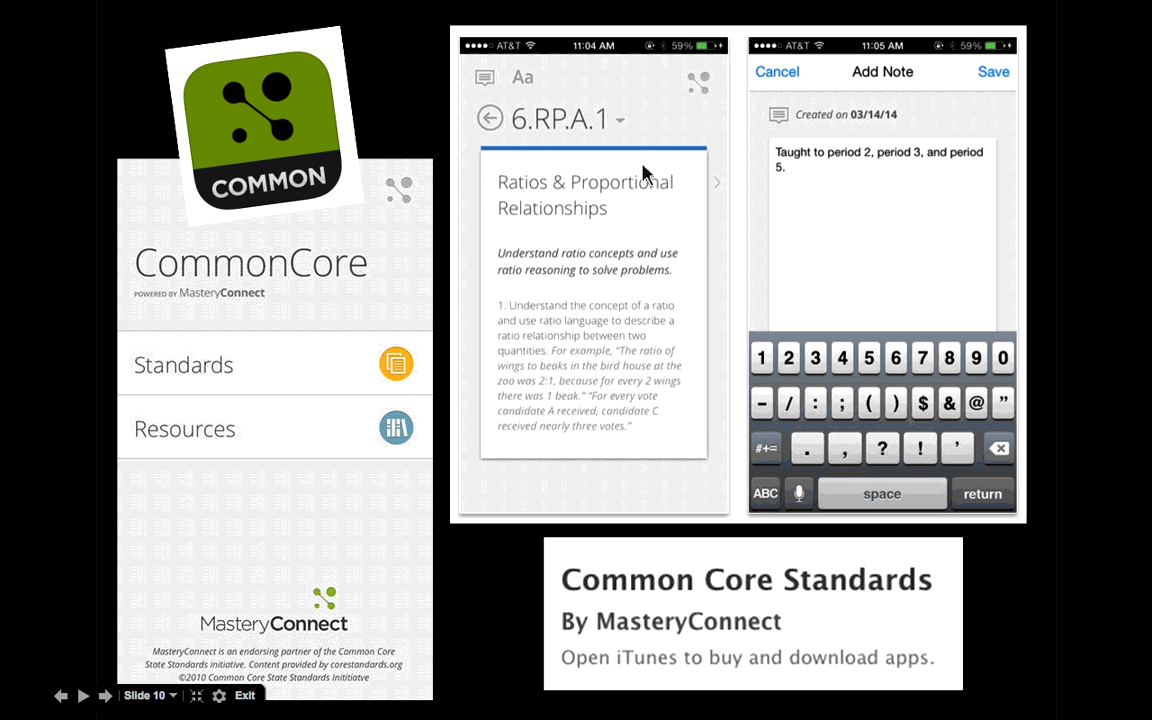 COMMON
CommonCore
POWERED BY MasteryConnect
Standards
Resources
MasteryConnect
MasteryConnect is an endorsing partner of the Common Core
State Standards initiative. Content provided by corestandards.org
©2010 Common Core State Standards Initiatitve
AT&T 11:04 AM 59%
Aa
6.RP.A.1
Ratios & Proportional
Relationships
Understand ratio concepts and use
ratio reasoning to solve problems.
1. Understand the concept of a ratio
and use ratio language to describe a
ratio relationship between two
quantities. For example, “The ratio of
wings to beaks in the bird house at the
zoo was 2:1, because for every 2 wings
there was 1 beak.” “For every vote
candidate A received, candidate C
received nearly three votes.”
AT&T 11:05 AM 59%
Cancel Add Note Save
Created on 03/14/14
Taught to period 2, period 3, and period
5.
1 2 3 4 5 6 7 8 9 0
- / : ; ( ) $ & @ ”
#+= . , ? ! ’
ABC space return
Common Core Standards
By MasteryConnect
Open iTunes to buy and download apps.
Slide 10 Exit